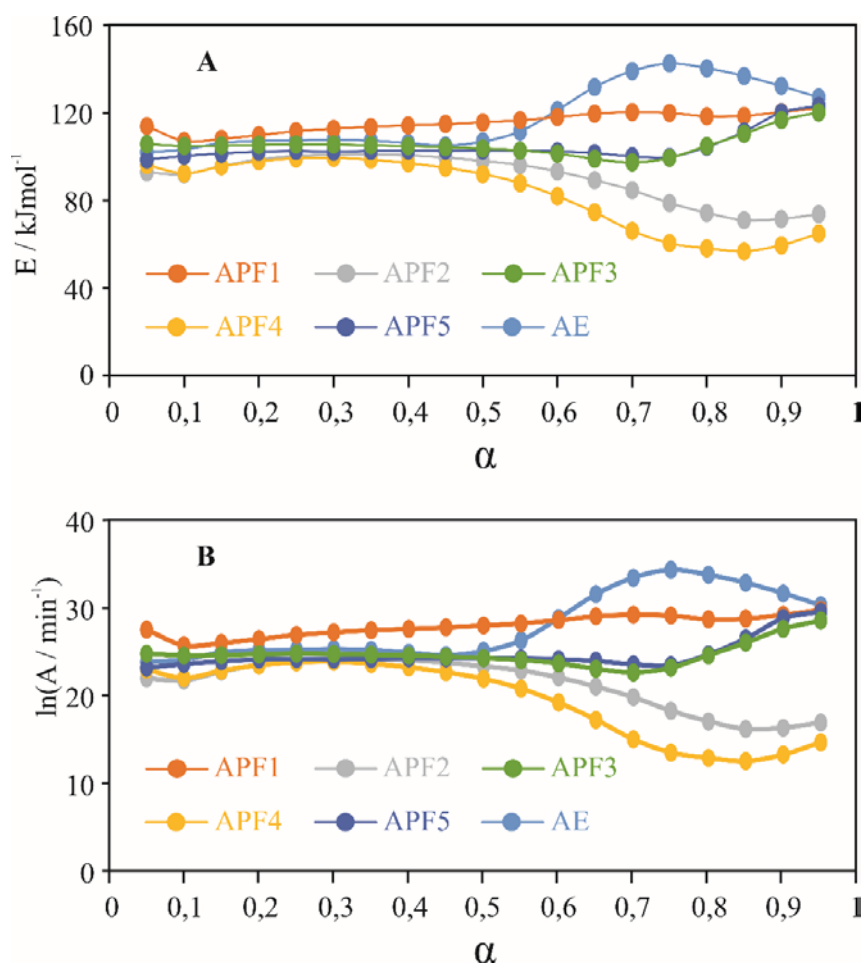 160
A
120
80
40
0
E / kJmol⁻¹
APF1 APF2 APF3
APF4 APF5 AE
0 0,1 0,2 0,3 0,4 0,5 0,6 0,7 0,8 0,9 1
α
40
B
30
20
10
0
ln(A / min⁻¹)
APF1 APF2 APF3
APF4 APF5 AE
0 0,1 0,2 0,3 0,4 0,5 0,6 0,7 0,8 0,9 1
α